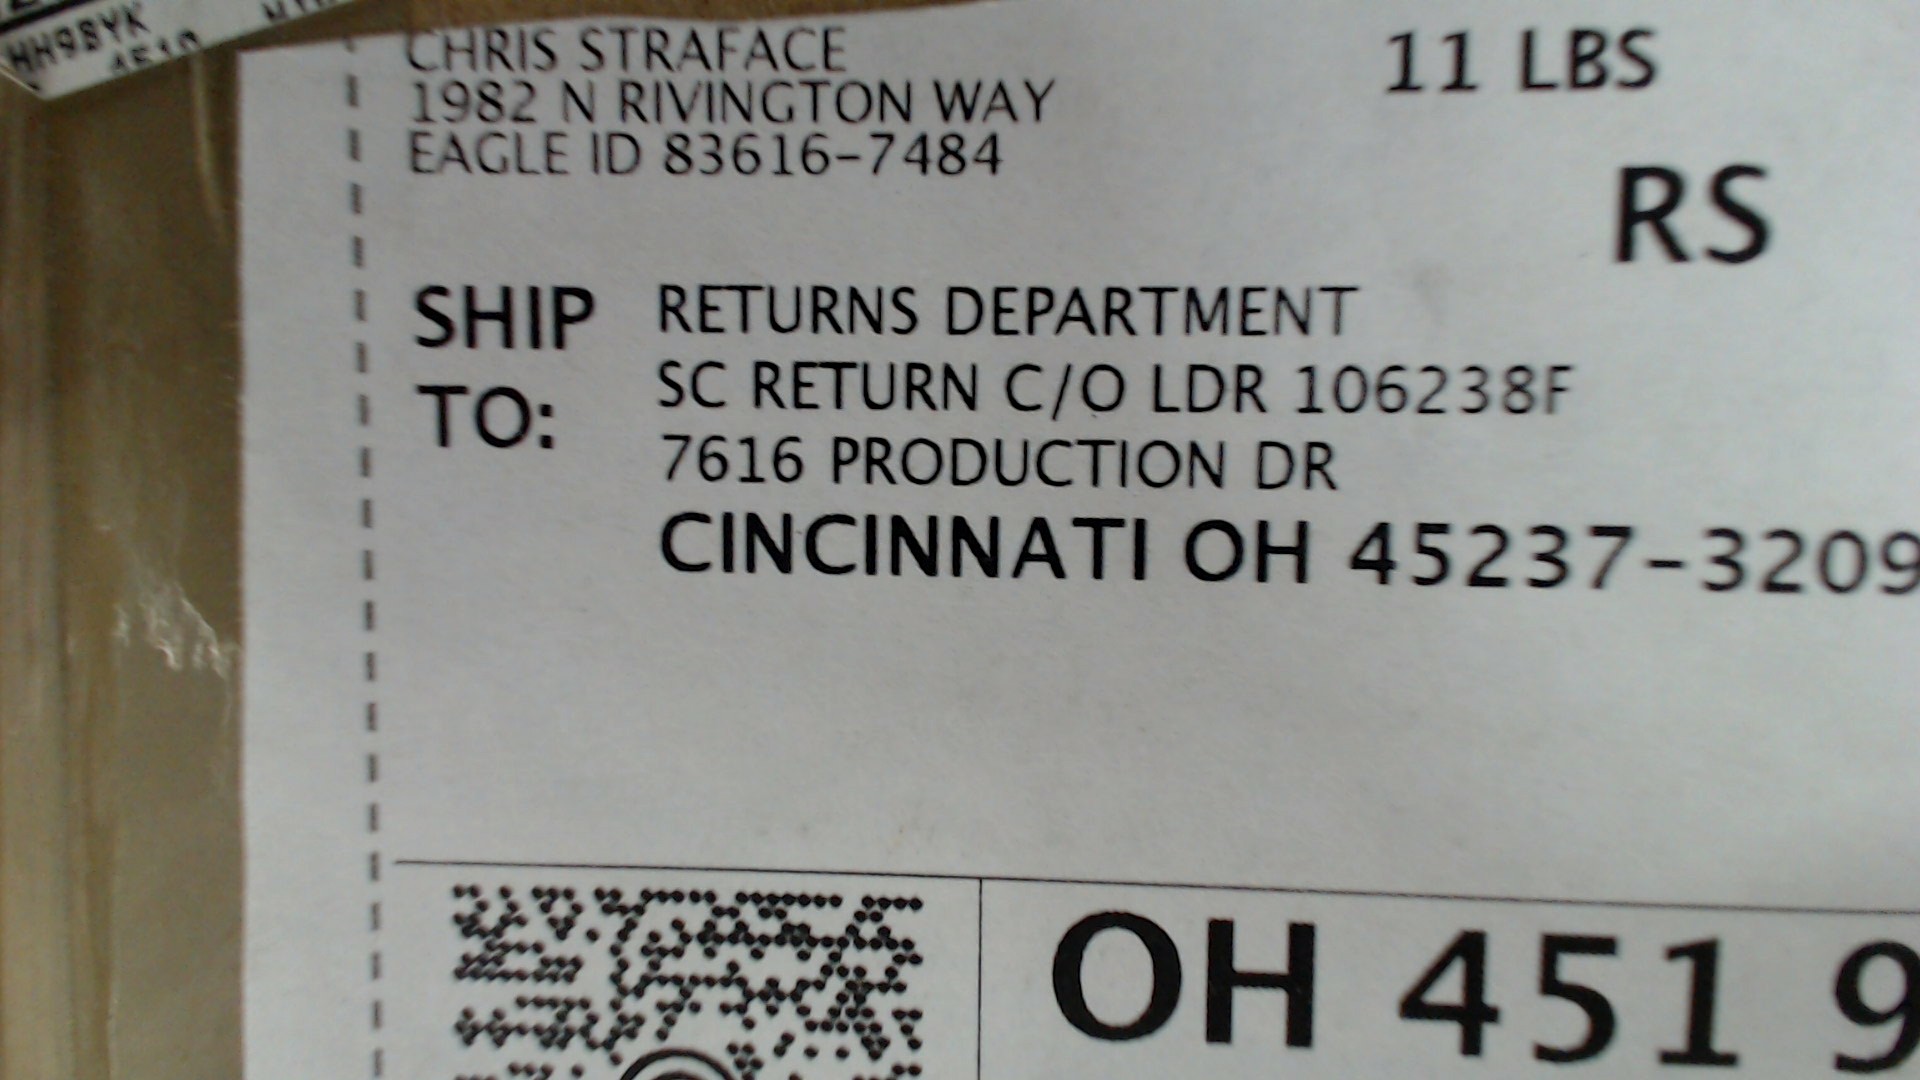 HH9BYK
CHRIS STRAFACE
1982 N RIVINGTON WAY
EAGLE ID 83616-7484
11 LBS
RS
SHIP TO:
RETURNS DEPARTMENT
SC RETURN C/O LDR 106238F
7616 PRODUCTION DR
CINCINNATI OH 45237-3209
OH 451 9